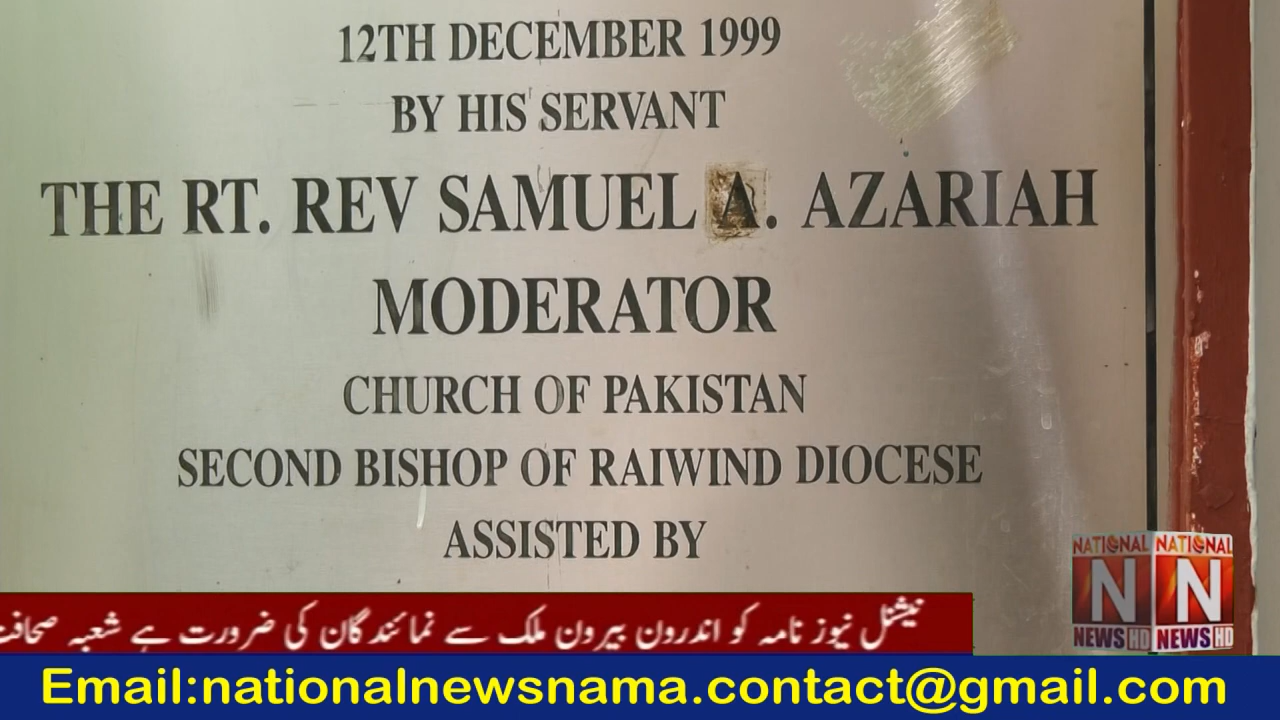 12TH DECEMBER 1999
BY HIS SERVANT
THE RT. REV SAMUEL A. AZARIAH
MODERATOR
CHURCH OF PAKISTAN
SECOND BISHOP OF RAIWIND DIOCESE
ASSISTED BY
NATIONAL NATIONAL
N N
NEWS HD NEWS HD
نیشنل نیوز نامہ کو اندرون بیرون ملک سے نمائندگان کی ضرورت ہے شعبہ صحافت
Email:nationalnewsnama.contact@gmail.com